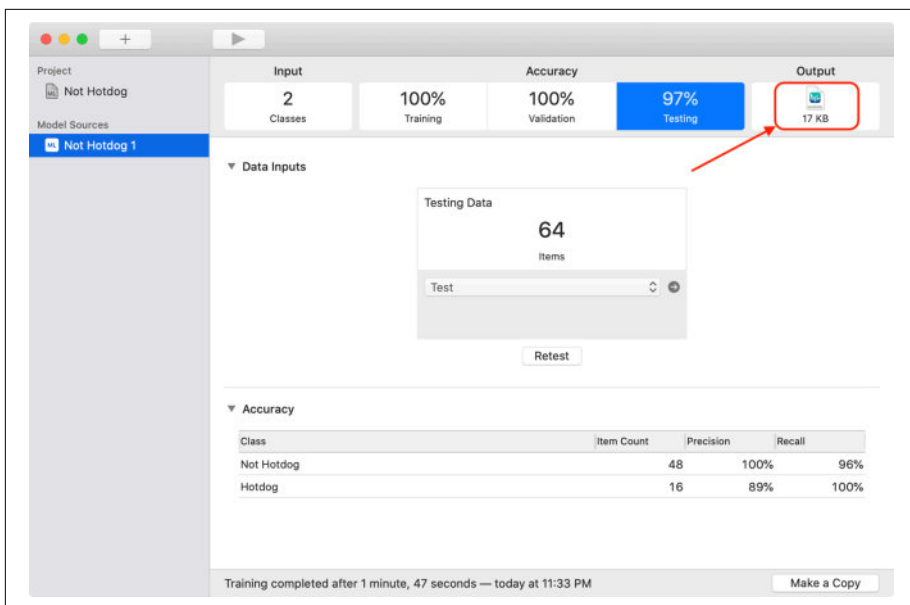 +
Project
Not Hotdog
Model Sources
ML Not Hotdog 1
Input Accuracy Output
2 100% 100% 97% 17 KB
Classes Training Validation Testing
Data Inputs
Testing Data
64
Items
Test
Retest
Accuracy
Class Item Count Precision Recall
Not Hotdog 48 100% 96%
Hotdog 16 89% 100%
Training completed after 1 minute, 47 seconds — today at 11:33 PM Make a Copy